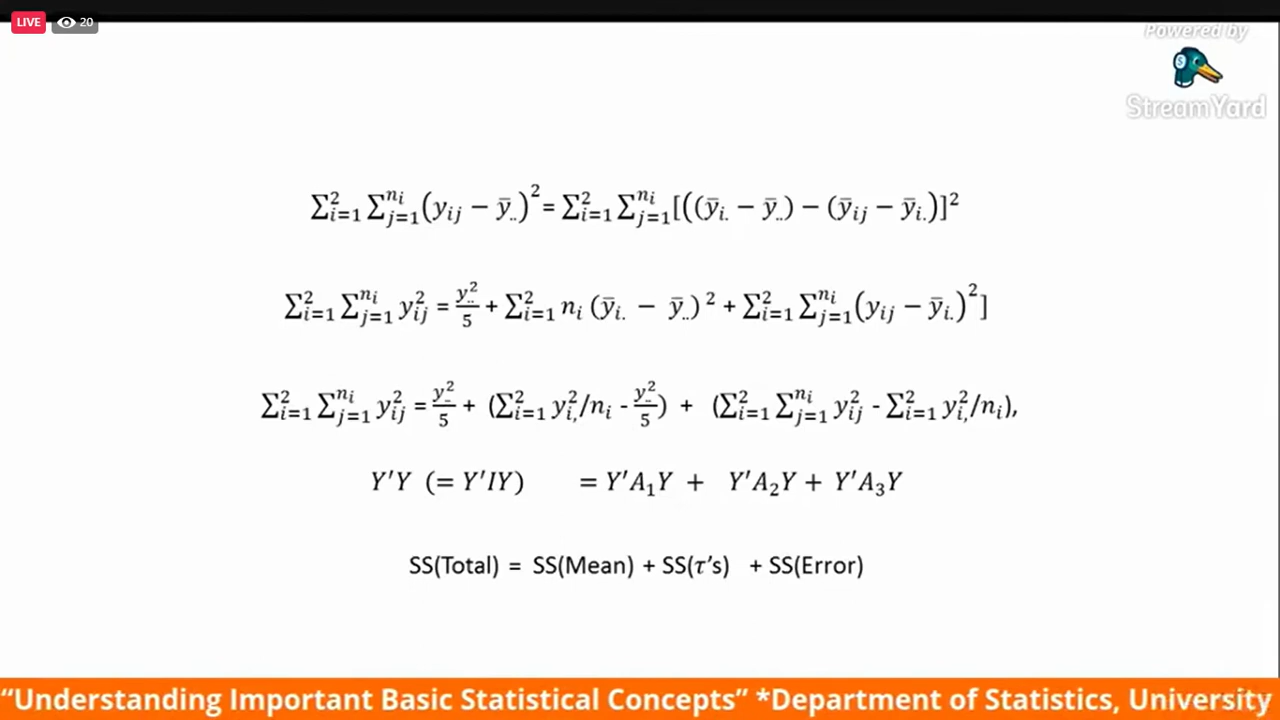 LIVE 20
Powered by
StreamYard
∑²ᵢ₌₁ ∑ⁿⁱⱼ₌₁(yᵢⱼ − ȳ..)² = ∑²ᵢ₌₁ ∑ⁿⁱⱼ₌₁[((ȳᵢ. − ȳ..) − (ȳᵢⱼ − ȳᵢ.)]²
∑²ᵢ₌₁ ∑ⁿⁱⱼ₌₁ y²ᵢⱼ = y..²/5 + ∑²ᵢ₌₁ nᵢ (ȳᵢ. − ȳ..)² + ∑²ᵢ₌₁ ∑ⁿⁱⱼ₌₁(yᵢⱼ − ȳᵢ.)²]
∑²ᵢ₌₁ ∑ⁿⁱⱼ₌₁ y²ᵢⱼ = y..²/5 + (∑²ᵢ₌₁ y²ᵢ,/nᵢ - y..²/5) + (∑²ᵢ₌₁ ∑ⁿⁱⱼ₌₁ y²ᵢⱼ - ∑²ᵢ₌₁ y²ᵢ,/nᵢ),
Y′Y (= Y′IY) = Y′A₁Y + Y′A₂Y + Y′A₃Y
SS(Total) = SS(Mean) + SS(τ’s) + SS(Error)
“Understanding Important Basic Statistical Concepts” *Department of Statistics, University